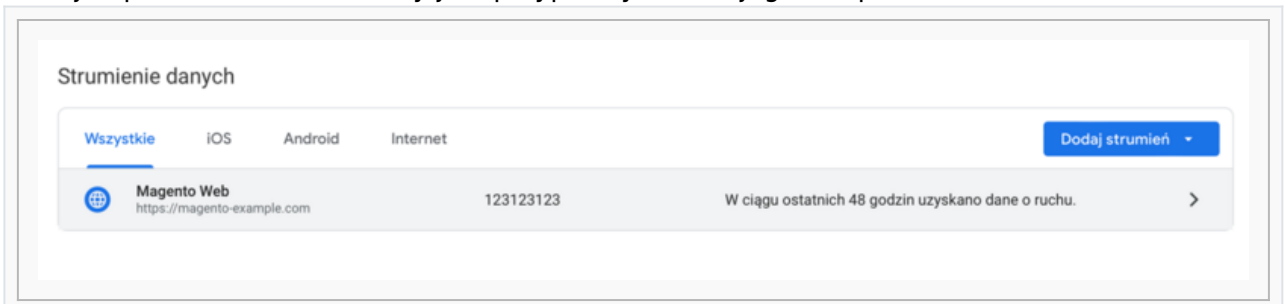 Strumienie danych
Wszystkie iOS Android Internet Dodaj strumień
Magento Web
https://magento-example.com
123123123
W ciągu ostatnich 48 godzin uzyskano dane o ruchu.